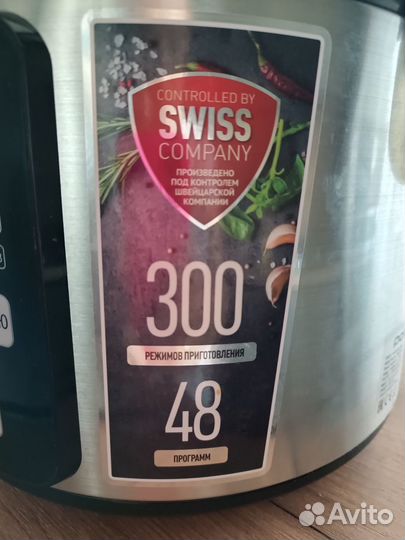 CONTROLLED BY
SWISS
COMPANY
ПРОИЗВЕДЕНО
ПОД КОНТРОЛЕМ
ШВЕЙЦАРСКОЙ
КОМПАНИИ
300
РЕЖИМОВ ПРИГОТОВЛЕНИЯ
48
ПРОГРАММ
Avito